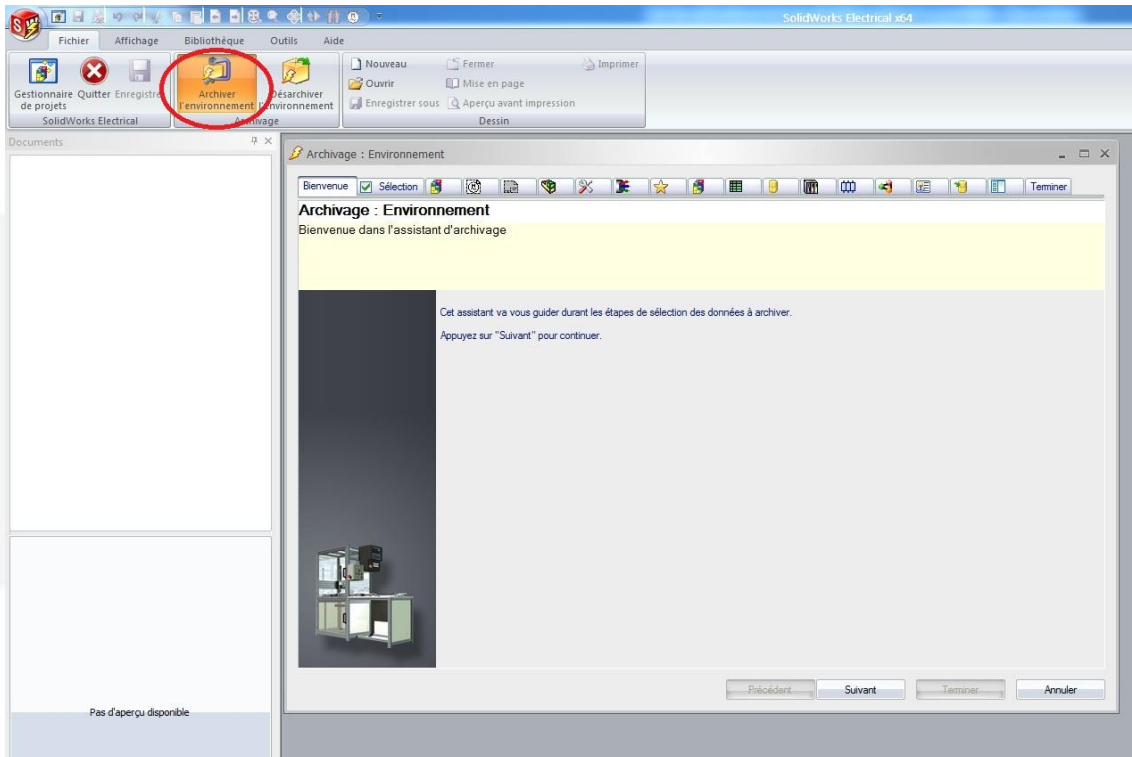 SolidWorks Electrical x64
Fichier Affichage Bibliothèque Outils Aide
Gestionnaire de projets
Quitter
Enregistrer
SolidWorks Electrical
Archiver l'environnement
Désarchiver l'environnement
Archivage
Nouveau
Ouvrir
Enregistrer sous
Fermer
Mise en page
Aperçu avant impression
Imprimer
Dessin
Documents
Archivage : Environnement
Bienvenue Sélection Terminer
Archivage : Environnement
Bienvenue dans l'assistant d'archivage
Cet assistant va vous guider durant les étapes de sélection des données à archiver.
Appuyez sur "Suivant" pour continuer.
Précédent Suivant Terminer Annuler
Pas d'aperçu disponible